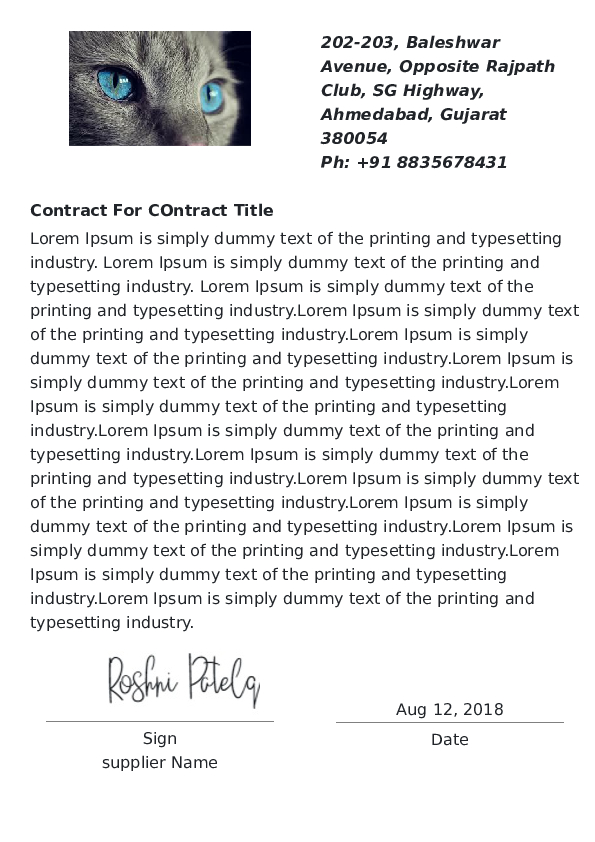 202-203, Baleshwar
Avenue, Opposite Rajpath
Club, SG Highway,
Ahmedabad, Gujarat
380054
Ph: +91 8835678431
Contract For COntract Title
Lorem Ipsum is simply dummy text of the printing and typesetting
industry. Lorem Ipsum is simply dummy text of the printing and
typesetting industry. Lorem Ipsum is simply dummy text of the
printing and typesetting industry.Lorem Ipsum is simply dummy text
of the printing and typesetting industry.Lorem Ipsum is simply
dummy text of the printing and typesetting industry.Lorem Ipsum is
simply dummy text of the printing and typesetting industry.Lorem
Ipsum is simply dummy text of the printing and typesetting
industry.Lorem Ipsum is simply dummy text of the printing and
typesetting industry.Lorem Ipsum is simply dummy text of the
printing and typesetting industry.Lorem Ipsum is simply dummy text
of the printing and typesetting industry.Lorem Ipsum is simply
dummy text of the printing and typesetting industry.Lorem Ipsum is
simply dummy text of the printing and typesetting industry.Lorem
Ipsum is simply dummy text of the printing and typesetting
industry.Lorem Ipsum is simply dummy text of the printing and
typesetting industry.
Roshni Patelq
Aug 12, 2018
Sign
Date
supplier Name